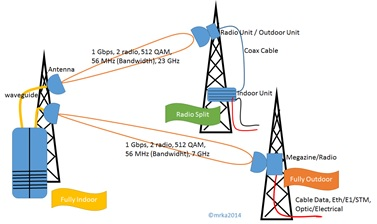 Antenna
1 Gbps, 2 radio, 512 QAM,
56 MHz (Bandwidth), 23 GHz
Radio Unit / Outdoor Unit
Coax Cable
waveguide
Indoor Unit
Radio Split
1 Gbps, 2 radio, 512 QAM,
56 MHz (Bandwidht), 7 GHz
Megazine/Radio
Fully Outdoor
Fully Indoor
Cable Data, Eth/E1/STM,
Optic/Electrical
©mrka2014